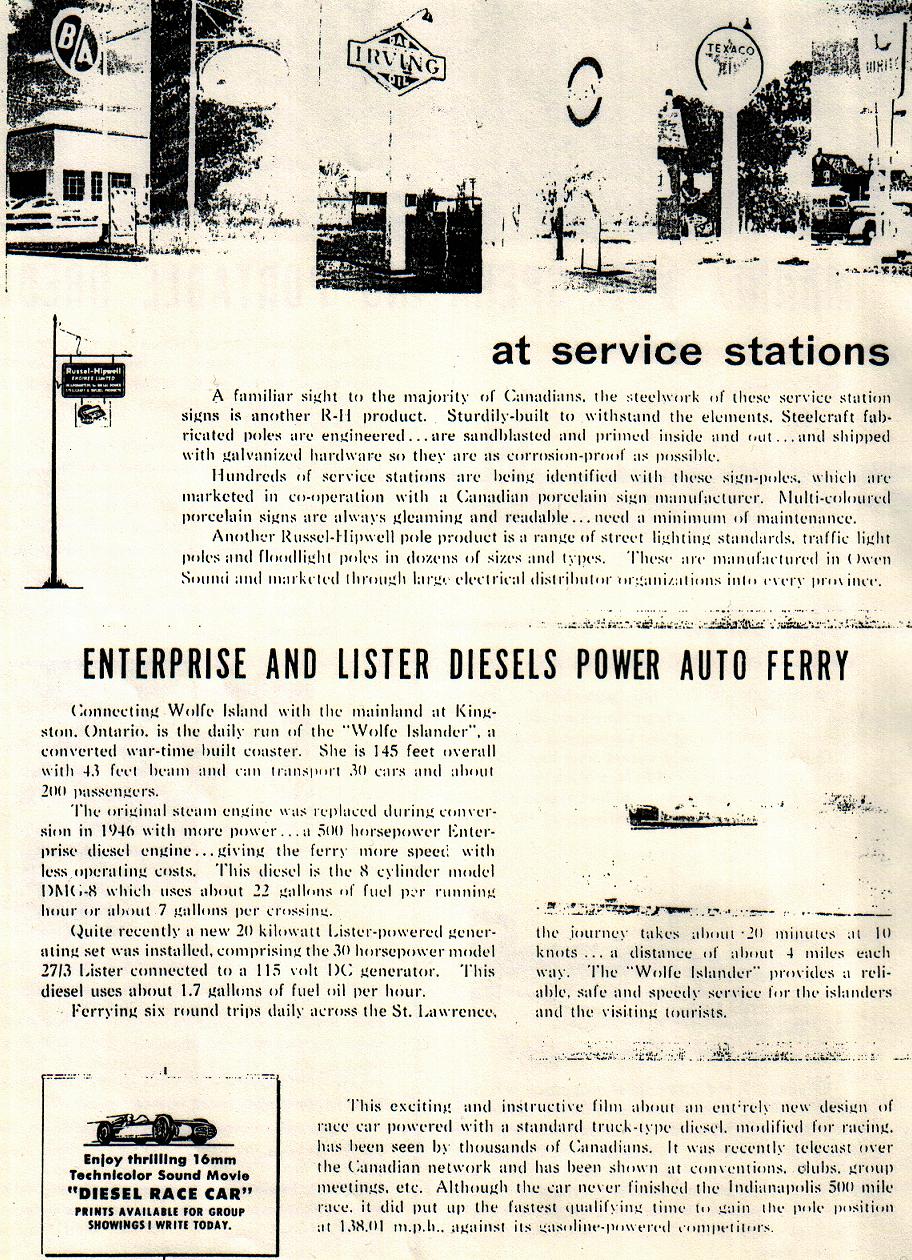 B/A
IRVING
OIL
TEXACO
WHITE
Russel-Hipwell
ENGINES LIMITED
at service stations
A familiar sight to the majority of Canadians, the steelwork of these service station
signs is another R-H product. Sturdily-built to withstand the elements, Steelcraft fab-
ricated poles are engineered...are sandblasted and primed inside and out...and shipped
with galvanized hardware so they are as corrosion-proof as possible.
Hundreds of service stations are being identified with these sign-poles, which are
marketed in co-operation with a Canadian porcelain sign manufacturer. Multi-coloured
porcelain signs are always gleaming and readable...need a minimum of maintenance.
Another Russel-Hipwell pole product is a range of street lighting standards, traffic light
poles and floodlight poles in dozens of sizes and types. These are manufactured in Owen
Sound and marketed through large electrical distributor organizations into every province.
ENTERPRISE AND LISTER DIESELS POWER AUTO FERRY
Connecting Wolfe Island with the mainland at King-
ston, Ontario, is the daily run of the "Wolfe Islander", a
converted war-time built coaster. She is 145 feet overall
with 43 feet beam and can transport 30 cars and about
200 passengers.
The original steam engine was replaced during conver-
sion in 1946 with more power...a 500 horsepower Enter-
prise diesel engine...giving the ferry more speed with
less operating costs. This diesel is the 8 cylinder model
DMG-8 which uses about 22 gallons of fuel per running
hour or about 7 gallons per crossing.
Quite recently a new 20 kilowatt Lister-powered gener-
ating set was installed, comprising the 30 horsepower model
27/3 Lister connected to a 115 volt DC generator. This
diesel uses about 1.7 gallons of fuel oil per hour.
Ferrying six round trips daily across the St. Lawrence,
the journey takes about 20 minutes at 10
knots ... a distance of about 4 miles each
way. The "Wolfe Islander" provides a reli-
able, safe and speedy service for the islanders
and the visiting tourists.
Enjoy thrilling 16mm
Technicolor Sound Movie
"DIESEL RACE CAR"
PRINTS AVAILABLE FOR GROUP
SHOWINGS! WRITE TODAY.
This exciting and instructive film about an entirely new design of
race car powered with a standard truck-type diesel, modified for racing,
has been seen by thousands of Canadians. It was recently telecast over
the Canadian network and has been shown at conventions, clubs, group
meetings, etc. Although the car never finished the Indianapolis 500 mile
race, it did put up the fastest qualifying time to gain the pole position
at 138.01 m.p.h., against its gasoline-powered competitors.